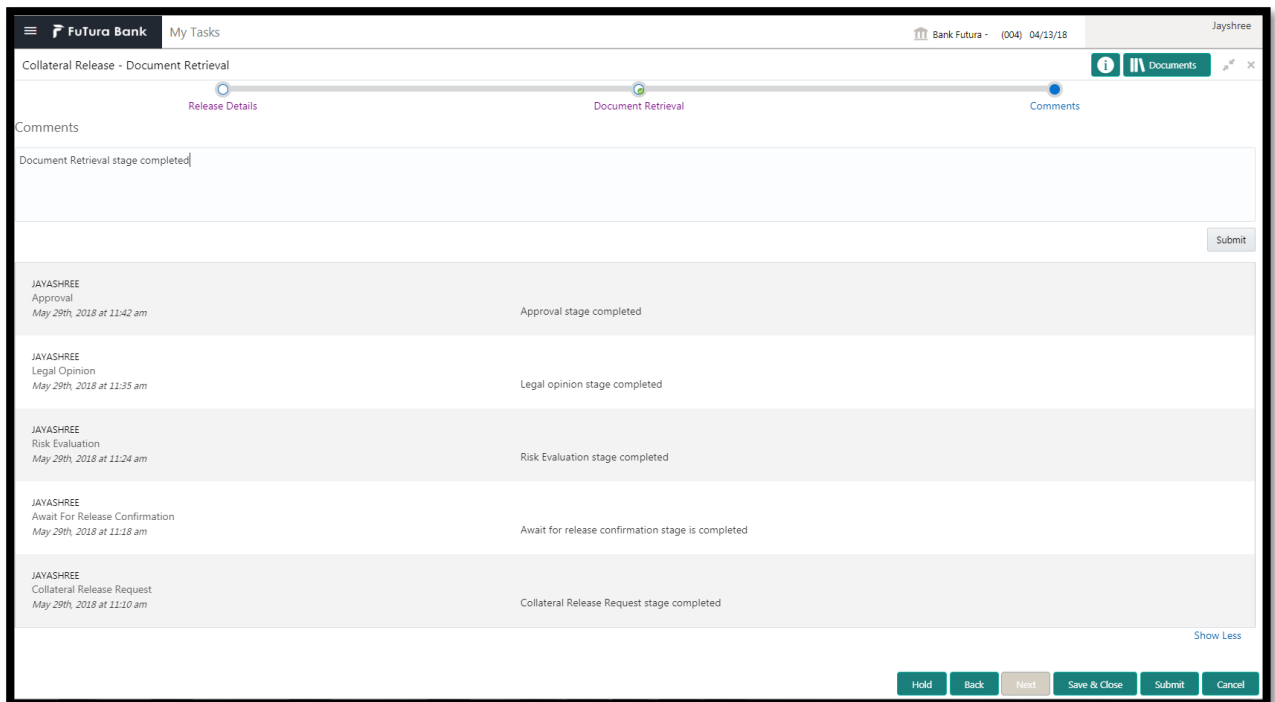 FuTura Bank
My Tasks
Bank Futura - (004) 04/13/18
Jayshree
Collateral Release - Document Retrieval
i
Documents
Release Details
Document Retrieval
Comments
Comments
Document Retrieval stage completed
Submit
JAYASHREE
Approval
May 29th, 2018 at 11:42 am
Approval stage completed
JAYASHREE
Legal Opinion
May 29th, 2018 at 11:35 am
Legal opinion stage completed
JAYASHREE
Risk Evaluation
May 29th, 2018 at 11:24 am
Risk Evaluation stage completed
JAYASHREE
Await For Release Confirmation
May 29th, 2018 at 11:18 am
Await for release confirmation stage is completed
JAYASHREE
Collateral Release Request
May 29th, 2018 at 11:10 am
Collateral Release Request stage completed
Show Less
Hold
Back
Next
Save & Close
Submit
Cancel